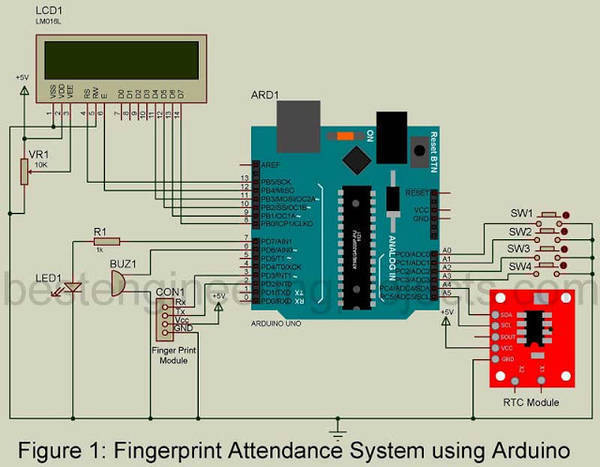 LCD1
LM016L
+5V
VSS VDD VEE RS RW E D0 D1 D2 D3 D4 D5 D6 D7
1 2 3 4 5 6 7 8 9 10 11 12 13 14
VR1
10K
ARD1
ON
Reset BTN
AREF
13 PB5/SCK
12 PB4/MISO
11 PB3/MOSI/OC2A~
10 PB2/SS/OC1B~
9 PB1/OC1A~
8 PB0/ICP1/CLKO
7 PD7/AIN1
6 PD6/AIN0~
5 PD5/T1~
4 PD4/T0/XCK
3 PD3/INT1~
2 PD2/INT0
1 PD1/TXD TX
0 PD0/RXD RX
RESET
VCC
GND
ANALOG IN
PC0/ADC0 A0
PC1/ADC1 A1
PC2/ADC2 A2
PC3/ADC3 A3
PC4/ADC4/SDA A4
PC5/ADC5/SCL A5
ARDUINO UNO
R1
1k
LED1
BUZ1
CON1
Rx
Tx
Vcc
GND
+5V
Finger Print
Module
SW1
SW2
SW3
SW4
+5V
SDA
SCL
SOUT
VCC
GND
X2
X1
RTC Module
bestengineeringprojects.com
Figure 1: Fingerprint Attendance System using Arduino